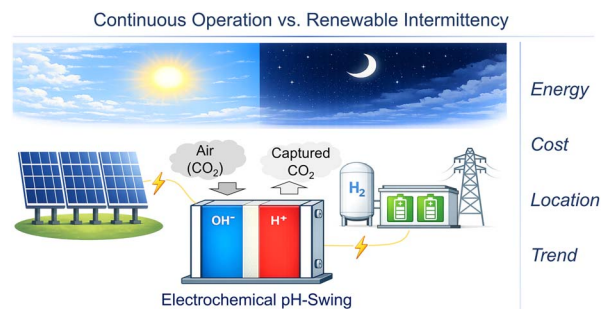 Continuous Operation vs. Renewable Intermittency
Air
(CO₂)
Captured
CO₂
H₂
OH⁻
H⁺
Electrochemical pH-Swing
Energy
Cost
Location
Trend